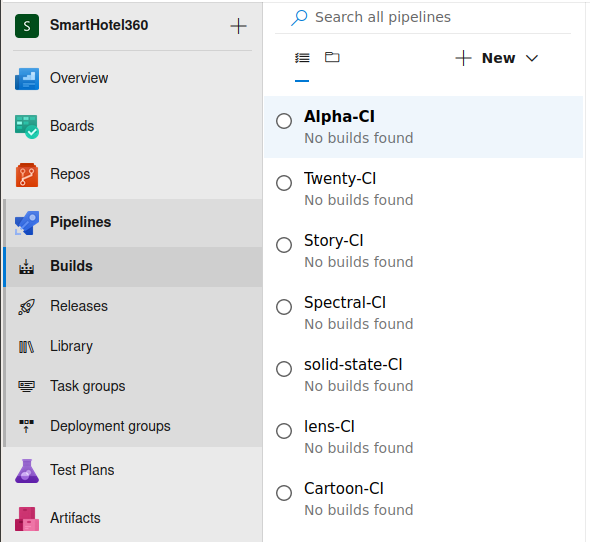 S SmartHotel360
Overview
Boards
Repos
Pipelines
Builds
Releases
Library
Task groups
Deployment groups
Test Plans
Artifacts
Search all pipelines
New
Alpha-CI
No builds found
Twenty-CI
No builds found
Story-CI
No builds found
Spectral-CI
No builds found
solid-state-CI
No builds found
lens-CI
No builds found
Cartoon-CI
No builds found